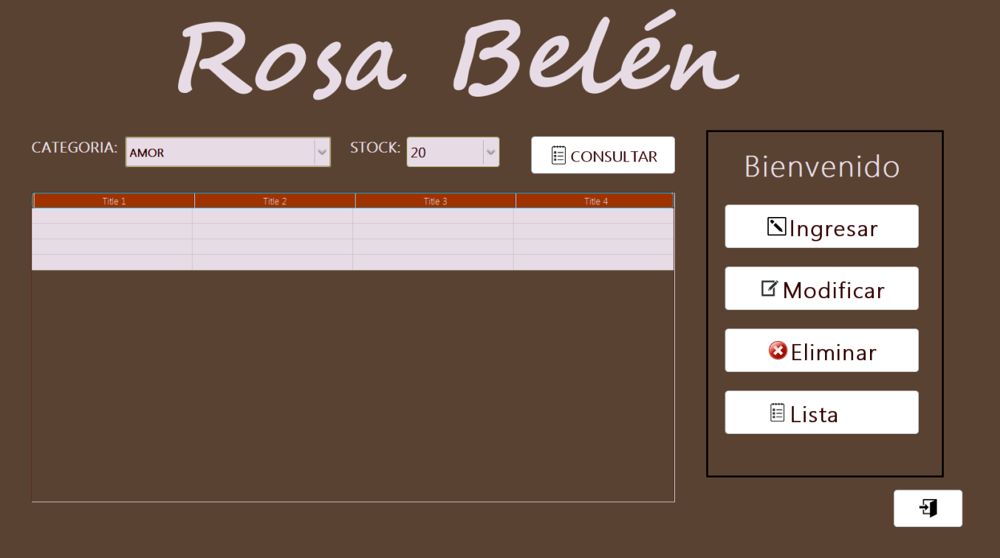 Rosa Belén
CATEGORIA: AMOR STOCK: 20 CONSULTAR
Title 1 Title 2 Title 3 Title 4
Bienvenido
Ingresar
Modificar
Eliminar
Lista